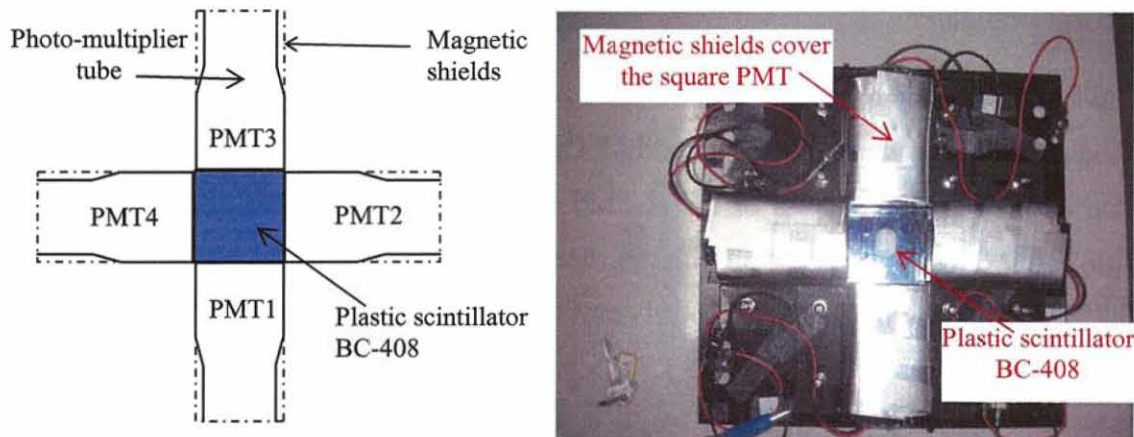 Photo-multiplier
tube
Magnetic
shields
PMT3
PMT4
PMT2
PMT1
Plastic scintillator
BC-408
Magnetic shields cover
the square PMT
Plastic scintillator
BC-408